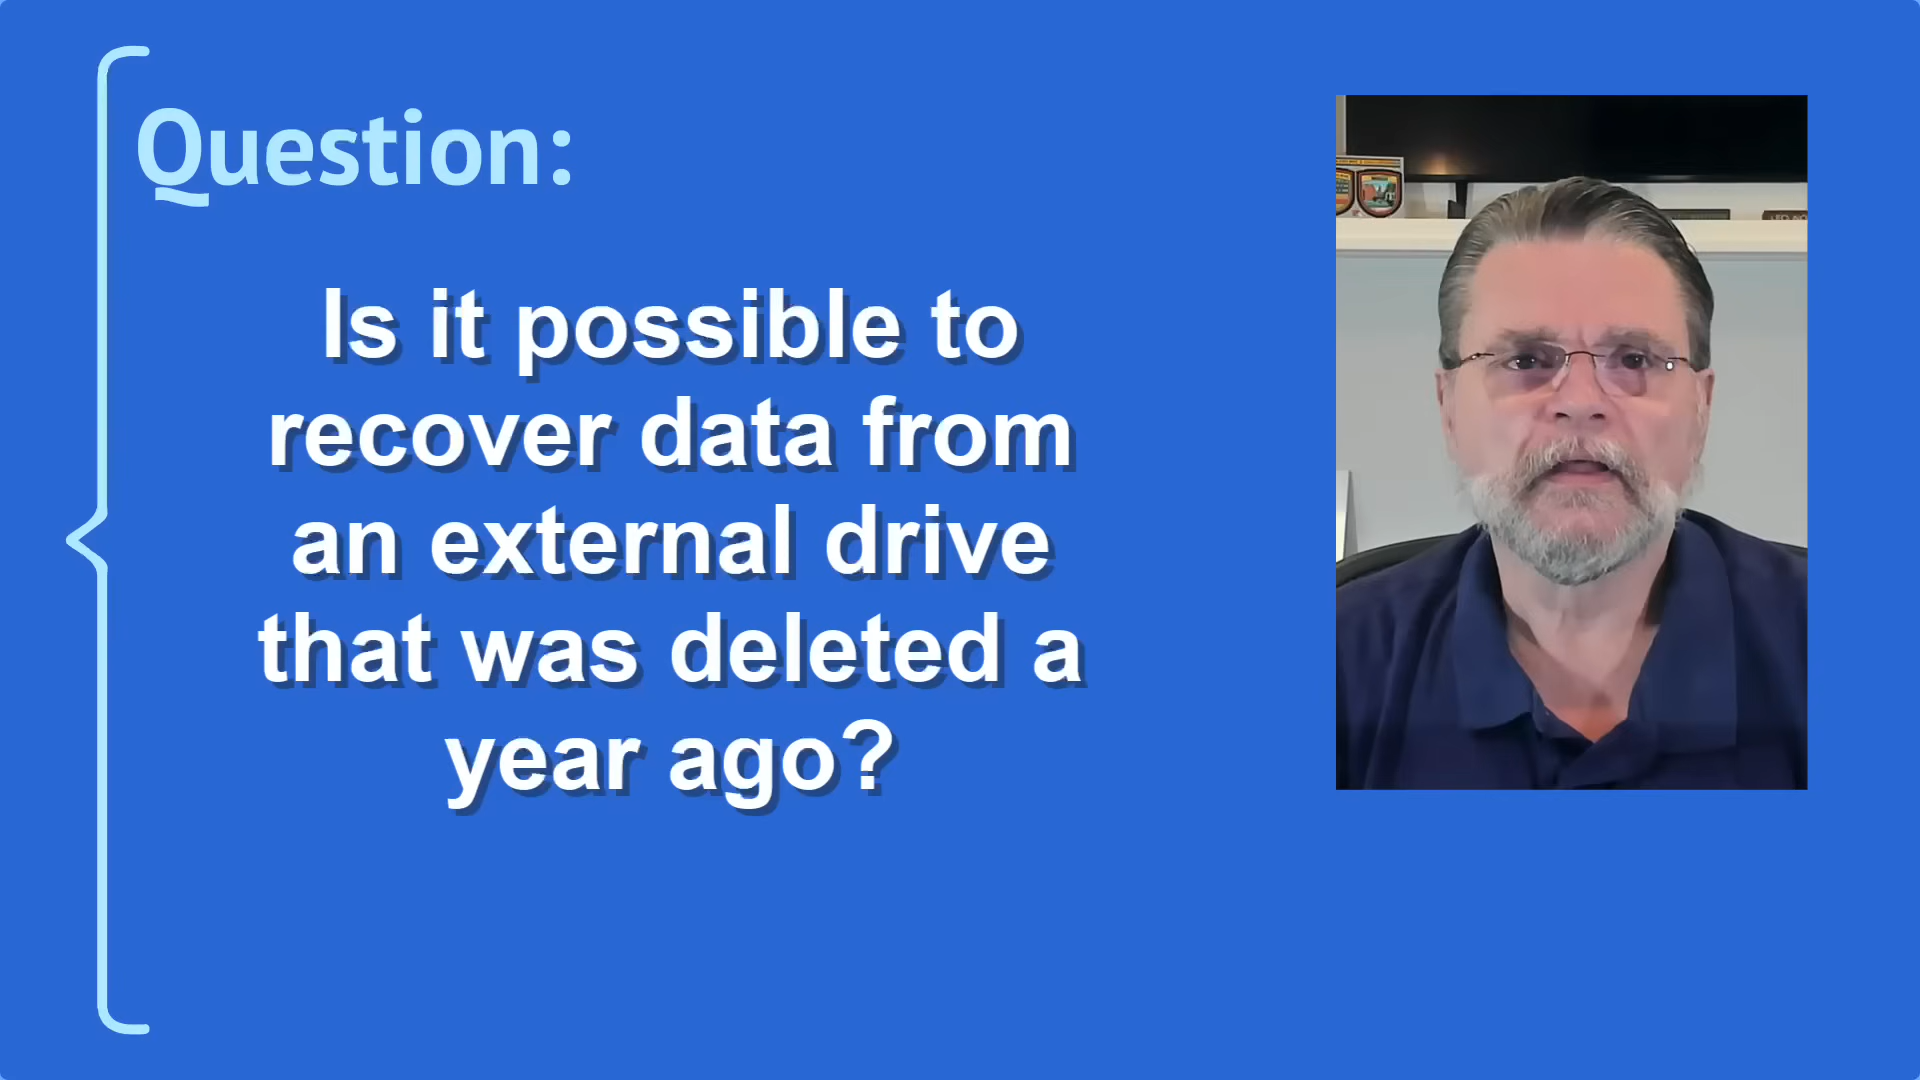 Question:
Is it possible to
recover data from
an external drive
that was deleted a
year ago?